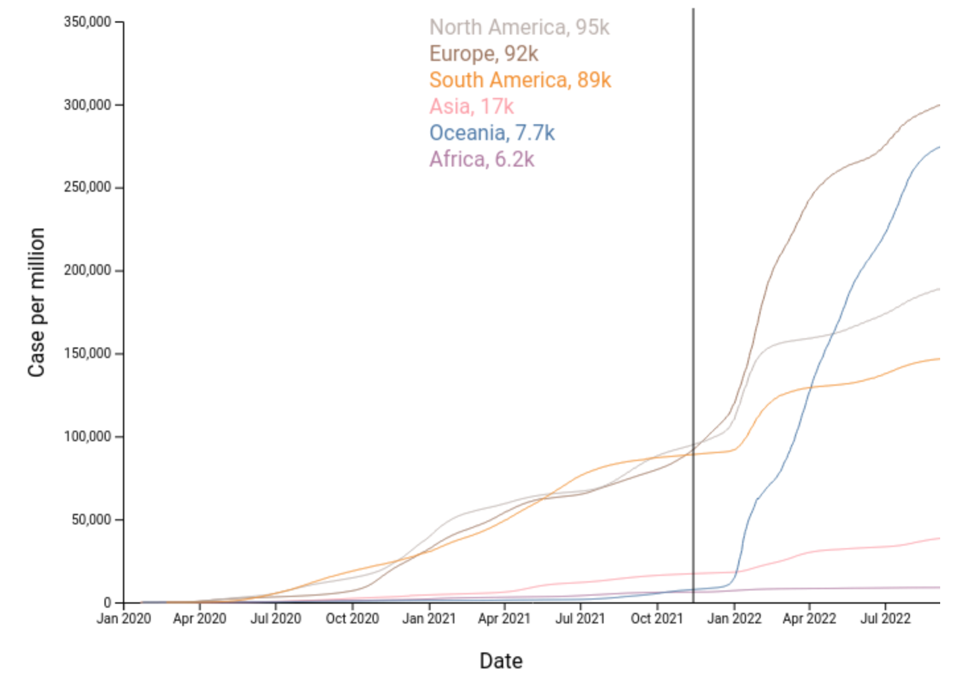 350,000
North America, 95k
Europe, 92k
South America, 89k
Asia, 17k
Oceania, 7.7k
Africa, 6.2k
300,000
250,000
200,000
150,000
100,000
50,000
0
Case per million
Jan 2020 Apr 2020 Jul 2020 Oct 2020 Jan 2021 Apr 2021 Jul 2021 Oct 2021 Jan 2022 Apr 2022 Jul 2022
Date